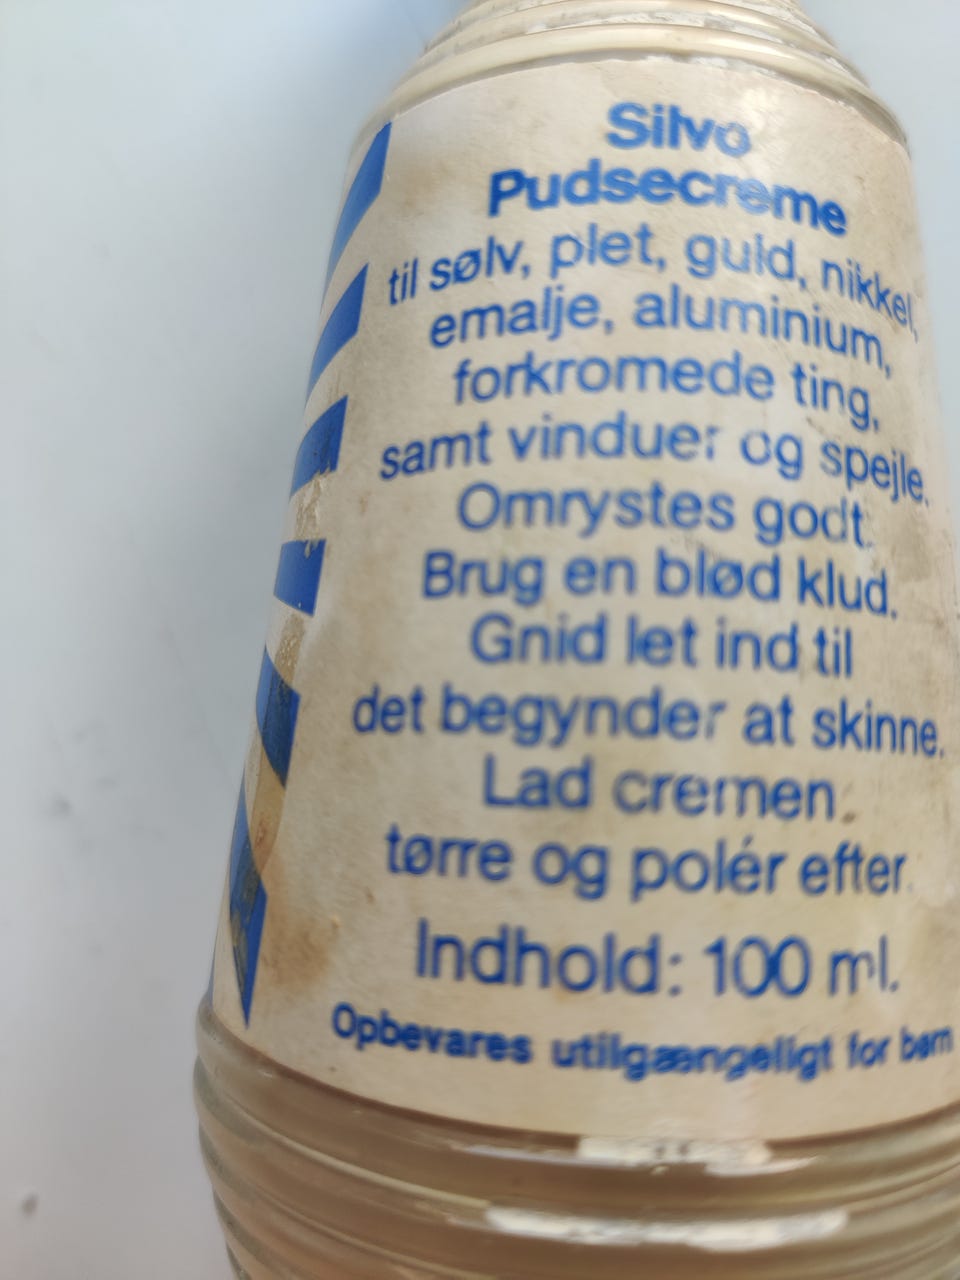 Silvo
Pudsecreme
til sølv, plet, guld, nikkel,
emalje, aluminium,
forkromede ting,
samt vinduer og spejle.
Omrystes godt.
Brug en blød klud.
Gnid let ind til
det begynder at skinne.
Lad cremen
tørre og polér efter.
Indhold: 100 ml.
Opbevares utilgængeligt for børn